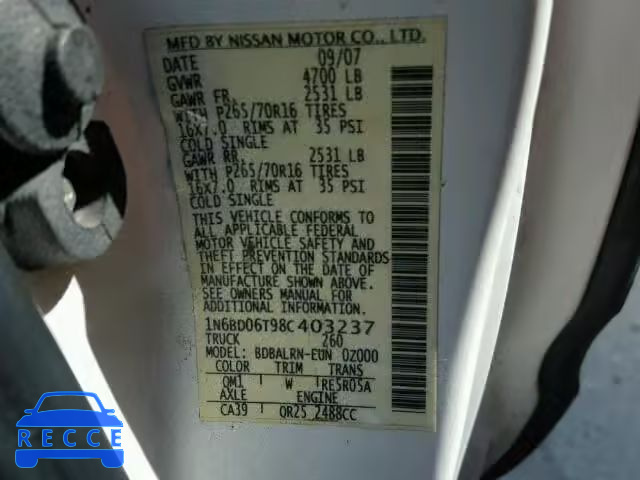 MFD BY NISSAN MOTOR CO., LTD.
DATE 09/07
GVWR 4700 LB
GAWR FR. 2531 LB
WITH P265/70R16 TIRES
16X7.0 RIMS AT 35 PSI
COLD SINGLE
GAWR RR. 2531 LB
WITH P265/70R16 TIRES
16X7.0 RIMS AT 35 PSI
COLD SINGLE
THIS VEHICLE CONFORMS TO
ALL APPLICABLE FEDERAL
MOTOR VEHICLE SAFETY AND
THEFT PREVENTION STANDARDS
IN EFFECT ON THE DATE OF
MANUFACTURE SHOWN ABOVE.
SEE OWNERS MANUAL FOR
ADDITIONAL INFORMATION
1N6BD06T98C403237
TRUCK 260
MODEL: BDBALRN-EUN 0Z000
COLOR TRIM TRANS
QM1 W RE5R05A
AXLE ENGINE
CA39 QR25 2488CC
RECCE